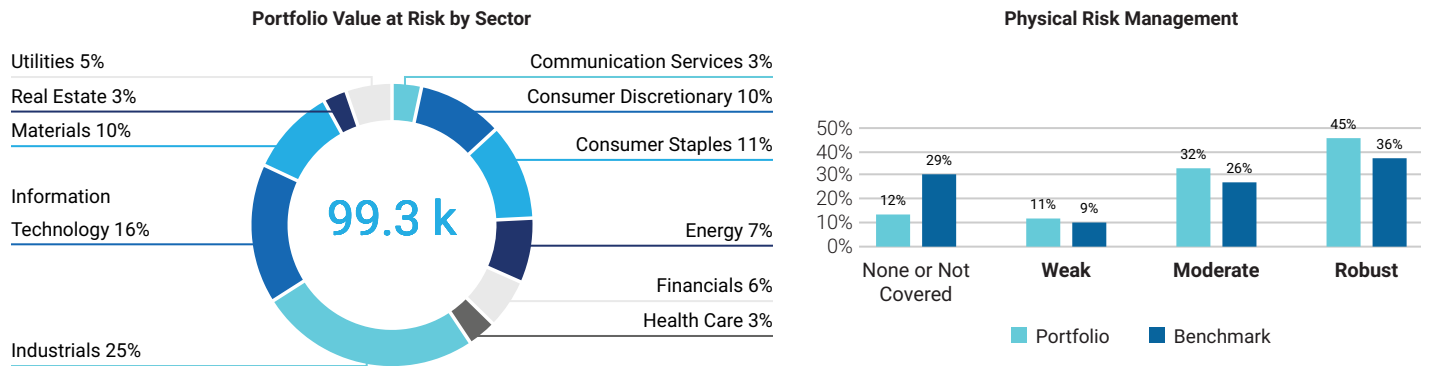 Portfolio Value at Risk by Sector
Utilities 5%
Real Estate 3%
Materials 10%
Information
Technology 16%
Industrials 25%
99.3 k
Communication Services 3%
Consumer Discretionary 10%
Consumer Staples 11%
Energy 7%
Financials 6%
Health Care 3%
Physical Risk Management
50%
40%
30%
20%
10%
0%
12%
29%
11%
9%
32%
26%
45%
36%
None or Not
Covered
Weak
Moderate
Robust
Portfolio
Benchmark